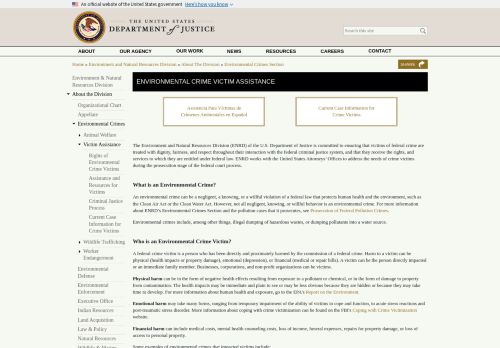 An official website of the United States government Here's how you know
THE UNITED STATES
DEPARTMENT of JUSTICE
Search this site
ABOUT OUR AGENCY OUR WORK NEWS RESOURCES CAREERS CONTACT
Home » Environment and Natural Resources Division » About The Division » Environmental Crimes Section
SHARE
Environment & Natural
Resources Division
About the Division
Organizational Chart
Appellate
Environmental Crimes
Animal Welfare
Victim Assistance
Rights of
Environmental
Crime Victims
Assistance and
Resources for
Victims
Criminal Justice
Process
Current Case
Information for
Crime Victims
Wildlife Trafficking
Worker
Endangerment
Environmental
Defense
Environmental
Enforcement
Executive Office
Indian Resources
Land Acquisition
Law & Policy
Natural Resources
Wildlife & Marine
ENVIRONMENTAL CRIME VICTIM ASSISTANCE
Asistencia Para Víctimas de
Crímenes Ambientales en Español
Current Case Information for
Crime Victims
The Environment and Natural Resources Division (ENRD) of the U.S. Department of Justice is committed to ensuring that victims of federal crime are
treated with dignity, fairness, and respect throughout their interaction with the federal criminal justice system, and that they receive the rights, and
services to which they are entitled under federal law. ENRD works with the United States Attorneys' Offices to address the needs of crime victims
during the prosecution stage of the federal court process.
What is an Environmental Crime?
An environmental crime can be a negligent, a knowing, or a willful violation of a federal law that protects human health and the environment, such as
the Clean Air Act or the Clean Water Act. However, not all negligent, knowing, or willful behavior is an environmental crime. For more information
about ENRD's Environmental Crimes Section and the pollution cases that it prosecutes, see Prosecution of Federal Pollution Crimes.
Environmental crimes include, among other things, illegal dumping of hazardous wastes, or dumping pollutants into a water source.
Who is an Environmental Crime Victim?
A federal crime victim is a person who has been directly and proximately harmed by the commission of a federal crime. Harm to a victim can be
physical (health impacts or property damage), emotional (depression), or financial (medical or repair bills). A victim can be the person directly impacted
or an immediate family member. Businesses, corporations, and non-profit organizations can be victims.
Physical harm can be in the form of negative health effects resulting from exposure to a pollutant or chemical, or in the form of damage to property
from contamination. The health impacts may be immediate and plain to see or may be less obvious because they are hidden or because they may take
time to develop. For more information about human health and exposure, go to the EPA's Report on the Environment.
Emotional harm may take many forms, ranging from temporary impairment of the ability of victims to cope and function, to acute stress reactions and
post-traumatic stress disorder. More information about coping with crime victimization can be found on the FBI's Coping with Crime Victimization
website.
Financial harm can include medical costs, mental health counseling costs, loss of income, funeral expenses, repairs for property damage, or loss of
access to personal property.
Some examples of environmental crimes that impacted victims include: